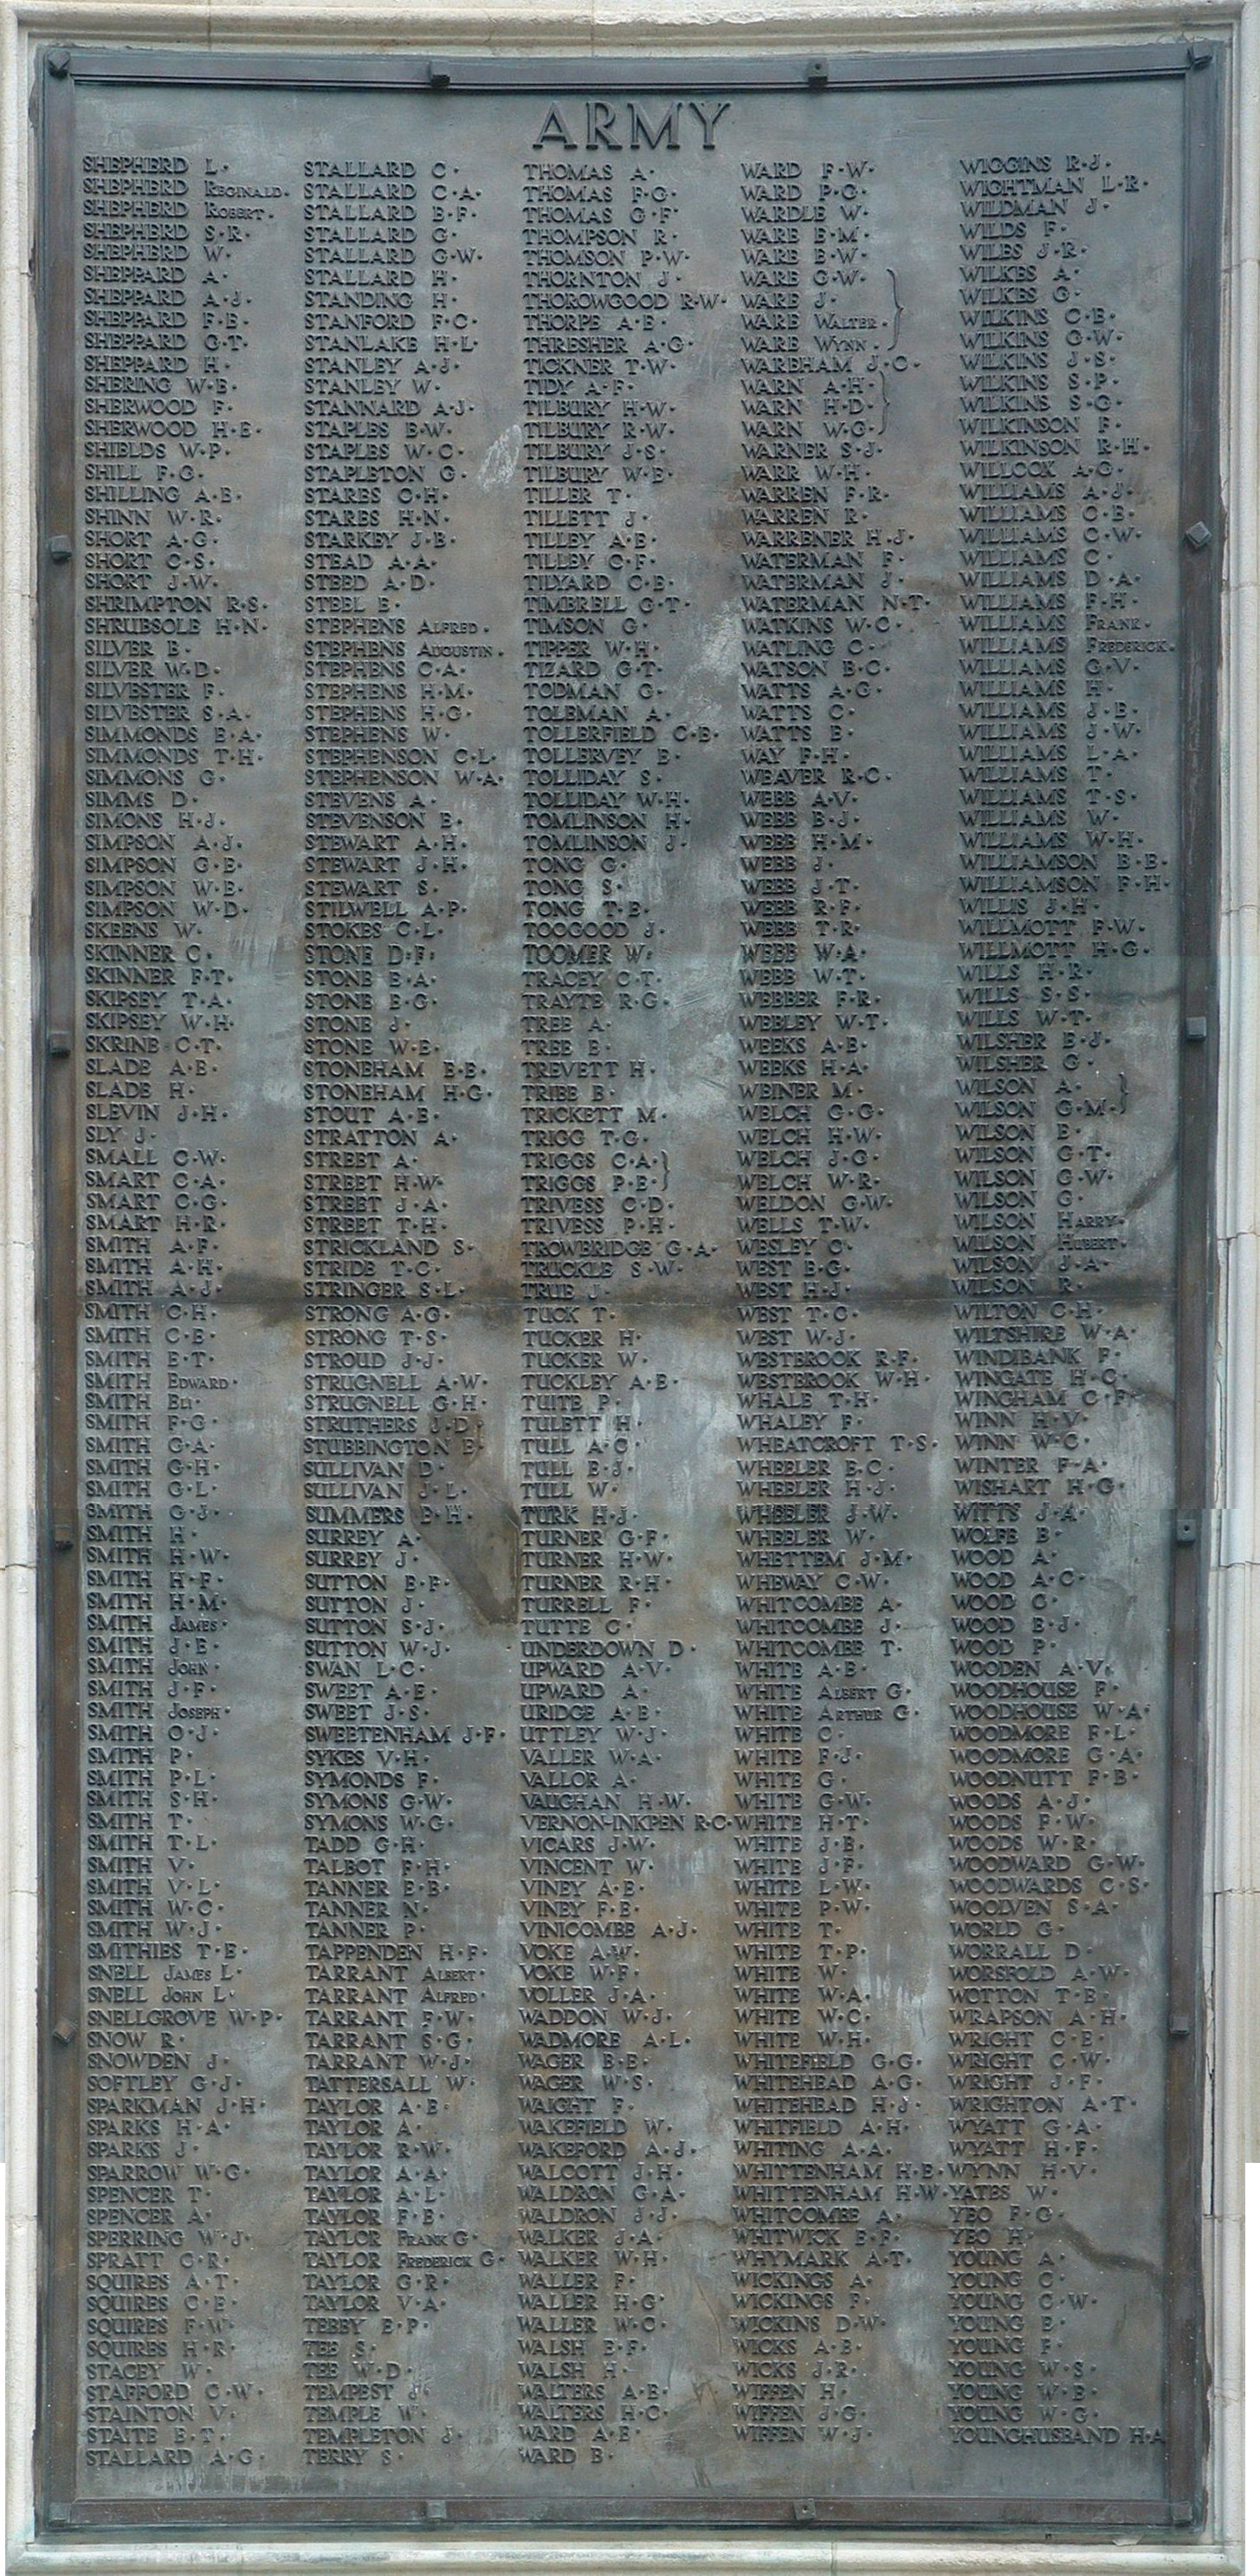 ARMY
SHEPHERD L·
SHEPHERD REGINALD·
SHEPHERD ROBERT·
SHEPHERD S·R·
SHEPHERD W·
SHEPPARD A·
SHEPPARD A·J·
SHEPPARD F·E·
SHEPPARD G·T·
SHEPPARD H·
SHERING W·E·
SHERWOOD F·
SHERWOOD H·E·
SHIELDS W·P·
SHILL F·G·
SHILLING A·E·
SHINN W·R·
SHORT A·G·
SHORT C·S·
SHORT J·W·
SHRIMPTON R·S·
SHRUBSOLE H·N·
SILVER B·
SILVER W·D·
SILVESTER F·
SILVESTER S·A·
SIMMONDS E·A·
SIMMONDS T·H·
SIMMONS G·
SIMMS D·
SIMONS H·J·
SIMPSON A·J·
SIMPSON G·E·
SIMPSON W·E·
SIMPSON W·D·
SKEENS W·
SKINNER C·
SKINNER F·T·
SKIPSEY T·A·
SKIPSEY W·H·
SKRINE C·T·
SLADE A·E·
SLADE H·
SLEVIN J·H·
SLY J·
SMALL C·W·
SMART C·A·
SMART C·G·
SMART H·R·
SMITH A·F·
SMITH A·H·
SMITH A·J·
SMITH C·H·
SMITH C·E·
SMITH E·T·
SMITH EDWARD·
SMITH ELI·
SMITH F·G·
SMITH G·A·
SMITH G·H·
SMITH G·L·
SMITH G·J·
SMITH H·
SMITH H·W·
SMITH H·F·
SMITH H·M·
SMITH JAMES·
SMITH J·E·
SMITH JOHN·
SMITH J·F·
SMITH JOSEPH·
SMITH O·J·
SMITH P·
SMITH P·L·
SMITH S·H·
SMITH T·
SMITH T·L·
SMITH V·
SMITH V·L·
SMITH W·C·
SMITH W·J·
SMITHIES T·E·
SNELL JAMES L·
SNELL JOHN L·
SNELLGROVE W·P·
SNOW R·
SNOWDEN J·
SOFTLEY G·J·
SPARKMAN J·H·
SPARKS H·A·
SPARKS J·
SPARROW W·G·
SPENCER T·
SPENCER A·
SPERRING W·J·
SPRATT C·R·
SQUIRES A·T·
SQUIRES C·E·
SQUIRES F·W·
SQUIRES H·R·
STACEY W·
STAFFORD C·W·
STAINTON V·
STAITE E·T·
STALLARD A·G·
STALLARD C·
STALLARD C·A·
STALLARD E·F·
STALLARD G·
STALLARD G·W·
STALLARD H·
STANDING H·
STANFORD F·C·
STANLAKE H·L·
STANLEY A·J·
STANLEY W·
STANNARD A·J·
STAPLES E·W·
STAPLES W·C·
STAPLETON G·
STARES C·H·
STARES H·N·
STARKEY J·B·
STEAD A·A·
STEED A·D·
STEEL E·
STEPHENS ALFRED·
STEPHENS AUGUSTIN·
STEPHENS C·A·
STEPHENS H·M·
STEPHENS H·G·
STEPHENS W·
STEPHENSON C·L·
STEPHENSON W·A·
STEVENS A·
STEVENSON E·
STEWART A·H·
STEWART J·H·
STEWART S·
STILWELL A·P·
STOKES C·L·
STONE D·F·
STONE E·A·
STONE E·G·
STONE J·
STONE W·E·
STONEHAM E·E·
STONEHAM H·G·
STOUT A·E·
STRATTON A·
STREET A·
STREET H·W·
STREET J·A·
STREET T·H·
STRICKLAND S·
STRIDE T·C·
STRINGER S·L·
STRONG A·G·
STRONG T·S·
STROUD J·J·
STRUGNELL A·W·
STRUGNELL G·H·
STRUTHERS J·D·
STUBBINGTON E·
SULLIVAN D·
SULLIVAN J·L·
SUMMERS E·H·
SURREY A·
SURREY J·
SUTTON E·F·
SUTTON J·
SUTTON S·J·
SUTTON W·J·
SWAN L·C·
SWEET A·E·
SWEET J·S·
SWEETENHAM J·F·
SYKES V·H·
SYMONDS F·
SYMONS G·W·
SYMONS W·G·
TADD G·H·
TALBOT F·H·
TANNER E·B·
TANNER N·
TANNER P·
TAPPENDEN H·F·
TARRANT ALBERT·
TARRANT ALFRED·
TARRANT F·W·
TARRANT S·G·
TARRANT W·J·
TATTERSALL W·
TAYLOR A·E·
TAYLOR A·
TAYLOR R·W·
TAYLOR A·A·
TAYLOR A·L·
TAYLOR F·E·
TAYLOR FRANK G·
TAYLOR FREDERICK G·
TAYLOR G·R·
TAYLOR V·A·
TEBBY E·P·
TEE S·
TEE W·D·
TEMPEST J·
TEMPLE W·
TEMPLETON J·
TERRY S·
THOMAS A·
THOMAS F·G·
THOMAS G·F·
THOMPSON R·
THOMSON P·W·
THORNTON J·
THOROWGOOD R·W·
THORPE A·E·
THRESHER A·G·
TICKNER T·W·
TIDY A·F·
TILBURY H·W·
TILBURY R·W·
TILBURY J·S·
TILBURY W·E·
TILLER T·
TILLETT J·
TILLEY A·E·
TILLEY C·F·
TILYARD C·E·
TIMBRELL G·T·
TIMSON G·
TIPPER W·H·
TIZARD G·T·
TODMAN G·
TOLEMAN A·
TOLLERFIELD C·E·
TOLLERVEY E·
TOLLIDAY S·
TOLLIDAY W·H·
TOMLINSON H·
TOMLINSON J·
TONG G·
TONG S·
TONG T·E·
TOOGOOD J·
TOOMER W·
TRACEY C·T·
TRAYTE R·G·
TREE A·
TREE E·
TREVETT H·
TRIBE B·
TRICKETT M·
TRIGG T·G·
TRIGGS C·A·
TRIGGS P·E·
TRIVESS C·D·
TRIVESS P·H·
TROWBRIDGE G·A·
TRUCKLE S·W·
TRUE J·
TUCK T·
TUCKER H·
TUCKER W·
TUCKLEY A·E·
TUITE P·
TULETT H·
TULL A·C·
TULL E·J·
TULL W·
TURK H·J·
TURNER G·F·
TURNER H·W·
TURNER R·H·
TURRELL F·
TUTTE C·
UNDERDOWN D·
UPWARD A·V·
UPWARD A·
URIDGE A·E·
UTTLEY W·J·
VALLER W·A·
VALLOR A·
VAUGHAN H·W·
VERNON-INKPEN R·C·
VICARS J·W·
VINCENT W·
VINEY A·E·
VINEY F·E·
VINICOMBE A·J·
VOKE A·W·
VOKE W·F·
VOLLER J·A·
WADDON W·J·
WADMORE A·L·
WAGER B·E·
WAGER W·S·
WAIGHT F·
WAKEFIELD W·
WAKEFORD A·J·
WALCOTT J·H·
WALDRON G·A·
WALDRON J·J·
WALKER J·A·
WALKER W·H·
WALLER F·
WALLER H·G·
WALLER W·C·
WALSH E·F·
WALSH H·
WALTERS A·E·
WALTERS H·C·
WARD A·E·
WARD B·
WARD F·W·
WARD P·G·
WARDLE W·
WARE E·M·
WARE E·W·
WARE G·W·
WARE J·
WARE WALTER·
WARE WYNN·
WAREHAM J·C·
WARN A·H·
WARN H·D·
WARN W·G·
WARNER S·J·
WARR W·H·
WARREN F·R·
WARREN R·
WARRENER H·J·
WATERMAN F·
WATERMAN J·
WATERMAN N·T·
WATKINS W·C·
WATLING C·
WATSON B·C·
WATTS A·G·
WATTS C·
WATTS E·
WAY F·H·
WEAVER R·C·
WEBB A·V·
WEBB B·J·
WEBB H·M·
WEBB J·
WEBB J·T·
WEBB R·F·
WEBB T·R·
WEBB W·A·
WEBB W·T·
WEBBER F·R·
WEBLEY W·T·
WEEKS A·E·
WEEKS H·A·
WEINER M·
WELCH G·G·
WELCH H·W·
WELCH J·G·
WELCH W·R·
WELDON G·W·
WELLS T·W·
WESLEY C·
WEST E·G·
WEST H·J·
WEST T·C·
WEST W·J·
WESTBROOK R·F·
WESTBROOK W·H·
WHALE T·H·
WHALEY F·
WHEATCROFT T·S·
WHEELER E·C·
WHEELER H·J·
WHEELER J·W·
WHEELER W·
WHETTEM J·M·
WHEWAY C·W·
WHITCOMBE A·
WHITCOMBE J·
WHITCOMBE T·
WHITE A·E·
WHITE ALBERT G·
WHITE ARTHUR G·
WHITE C·
WHITE F·J·
WHITE G·
WHITE G·W·
WHITE H·T·
WHITE J·E·
WHITE J·F·
WHITE L·W·
WHITE P·W·
WHITE T·
WHITE T·P·
WHITE W·
WHITE W·A·
WHITE W·C·
WHITE W·H·
WHITEFIELD G·G·
WHITEHEAD A·G·
WHITEHEAD H·J·
WHITFIELD A·H·
WHITING A·A·
WHITTENHAM H·E·
WHITTENHAM H·W·
WHITCOMBE A·
WHITWICK E·F·
WHYMARK A·T·
WICKINGS A·
WICKINGS F·
WICKINS D·W·
WICKS A·B·
WICKS J·R·
WIFFEN H·
WIFFEN J·G·
WIFFEN W·J·
WIGGINS R·J·
WIGHTMAN L·R·
WILDMAN J·
WILDS F·
WILES J·R·
WILKES A·
WILKES G·
WILKINS C·E·
WILKINS G·W·
WILKINS J·S·
WILKINS S·P·
WILKINS S·G·
WILKINSON F·
WILKINSON R·H·
WILLCOX A·G·
WILLIAMS A·J·
WILLIAMS C·E·
WILLIAMS C·W·
WILLIAMS C·
WILLIAMS D·A·
WILLIAMS F·H·
WILLIAMS FRANK·
WILLIAMS FREDERICK·
WILLIAMS G·V·
WILLIAMS H·
WILLIAMS J·E·
WILLIAMS J·W·
WILLIAMS L·A·
WILLIAMS T·
WILLIAMS T·S·
WILLIAMS W·
WILLIAMS W·H·
WILLIAMSON B·E·
WILLIAMSON F·H·
WILLIS J·H·
WILLMOTT F·W·
WILLMOTT H·G·
WILLS H·R·
WILLS S·S·
WILLS W·T·
WILSHER E·J·
WILSHER G·
WILSON A·
WILSON G·M·
WILSON E·
WILSON G·T·
WILSON G·W·
WILSON G·
WILSON HARRY·
WILSON HUBERT·
WILSON J·A·
WILSON R·
WILTON C·H·
WILTSHIRE W·A·
WINDIBANK F·
WINGATE H·C·
WINGHAM C·F·
WINN H·V·
WINN W·C·
WINTER F·A·
WISHART H·G·
WITTS J·A·
WOLFE B·
WOOD A·
WOOD A·C·
WOOD C·
WOOD E·J·
WOOD P·
WOODEN A·V·
WOODHOUSE F·
WOODHOUSE W·A·
WOODMORE F·L·
WOODMORE G·A·
WOODNUTT F·B·
WOODS A·J·
WOODS F·W·
WOODS W·R·
WOODWARD G·W·
WOODWARDS C·S·
WOOLVEN S·A·
WORLD G·
WORRALL D·
WORSFOLD A·W·
WOTTON T·E·
WRAPSON A·H·
WRIGHT C·E·
WRIGHT C·W·
WRIGHT J·F·
WRIGHTON A·T·
WYATT G·A·
WYATT H·F·
WYNN H·V·
YATES W·
YEO F·G·
YEO H·
YOUNG A·
YOUNG C·
YOUNG C·W·
YOUNG E·
YOUNG F·
YOUNG W·S·
YOUNG W·E·
YOUNG W·G·
YOUNGHUSBAND H·A